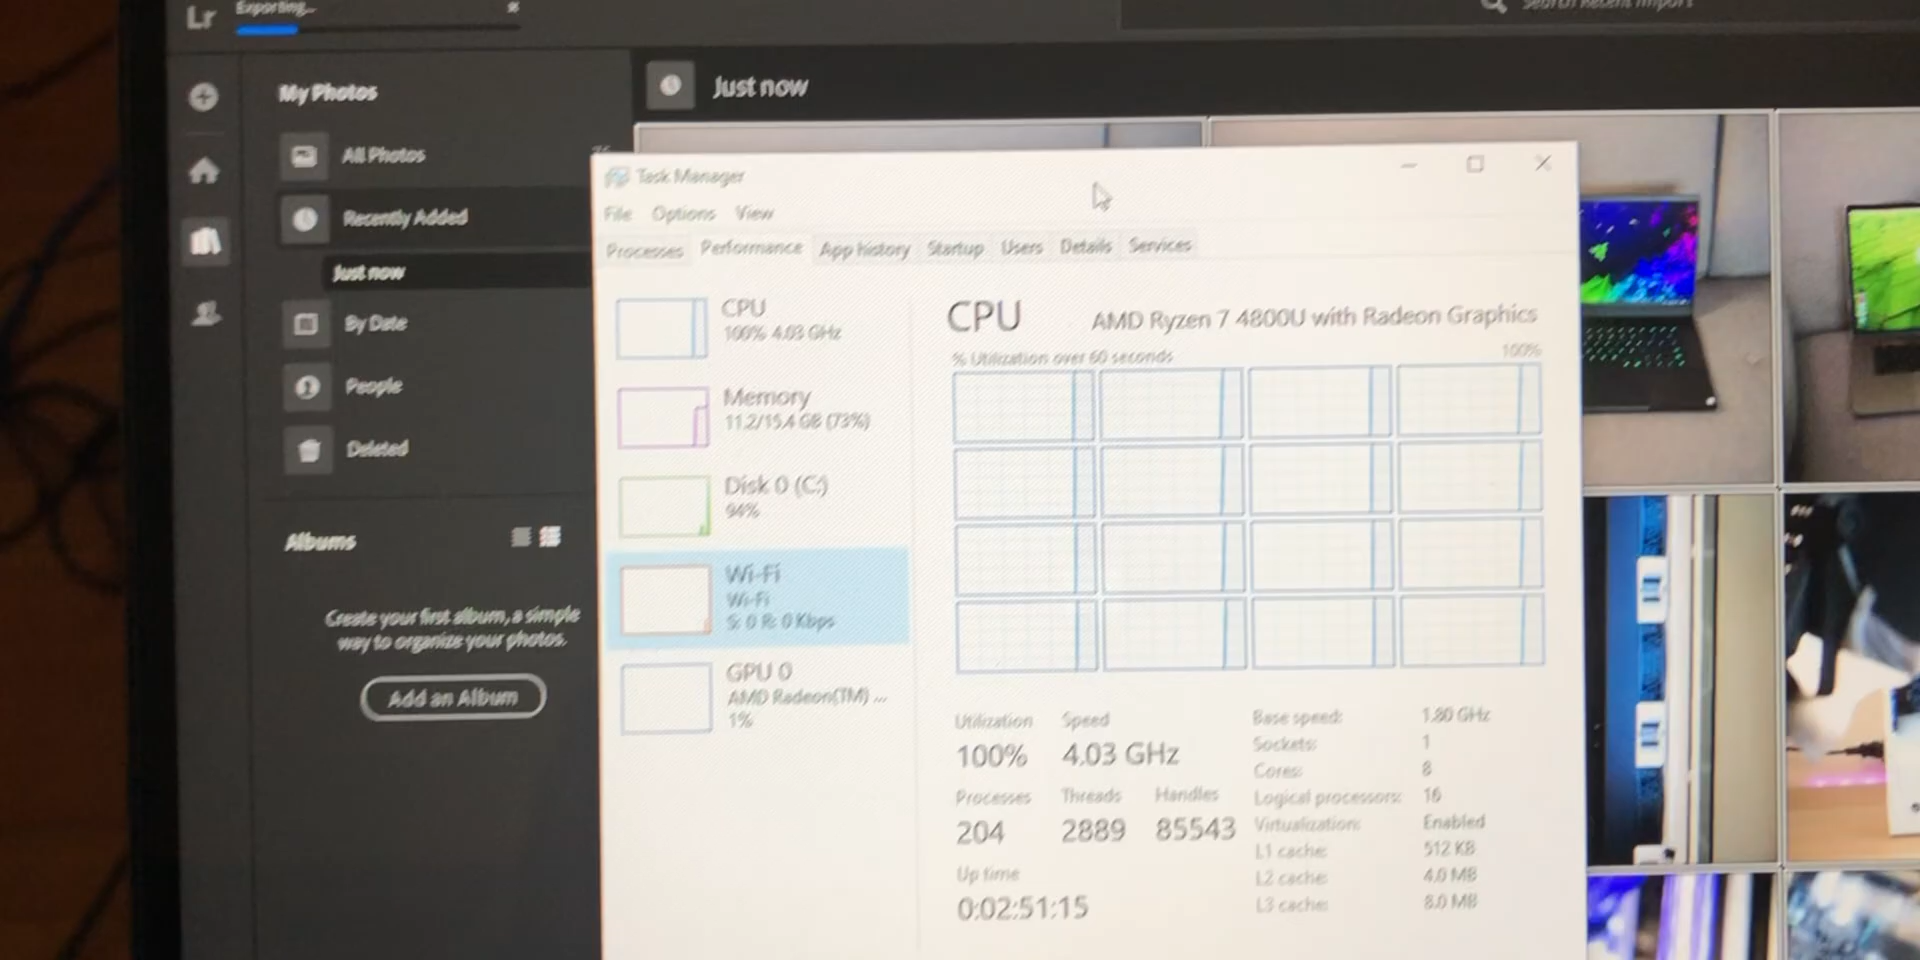 Lr
Exporting...
Search Recent Import
My Photos
Just now
All Photos
Recently Added
Just now
By Date
People
Deleted
Albums
Create your first album, a simple
way to organize your photos.
Add an Album
Task Manager
File Options View
Processes Performance App history Startup Users Details Services
CPU
100% 4.03 GHz
Memory
11.2/15.4 GB (73%)
Disk 0 (C:)
94%
Wi-Fi
Wi-Fi
S: 0 R: 0 Kbps
GPU 0
AMD Radeon(TM) ...
1%
CPU AMD Ryzen 7 4800U with Radeon Graphics
% Utilization over 60 seconds 100%
Utilization Speed
100% 4.03 GHz
Processes Threads Handles
204 2889 85543
Up time
0:02:51:15
Base speed: 1.80 GHz
Sockets: 1
Cores: 8
Logical processors: 16
Virtualization: Enabled
L1 cache: 512 KB
L2 cache: 4.0 MB
L3 cache: 8.0 MB